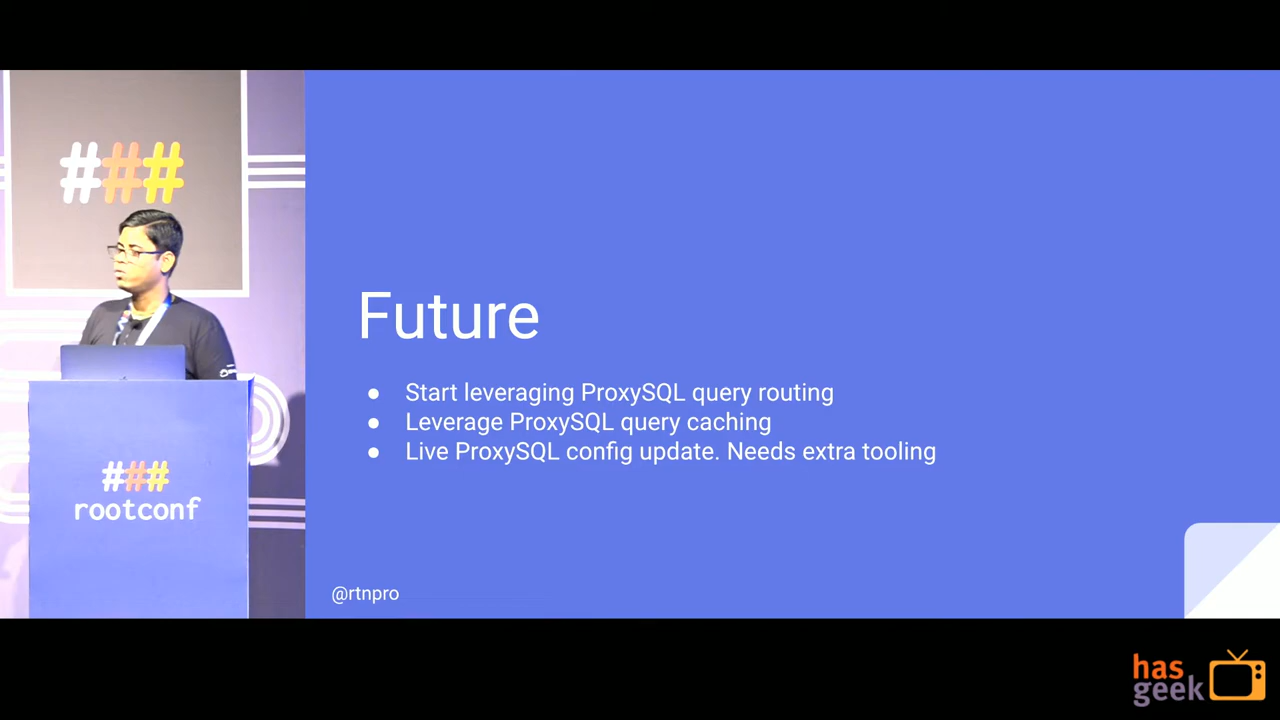 ###
###
rootconf
Future
● Start leveraging ProxySQL query routing
● Leverage ProxySQL query caching
● Live ProxySQL config update. Needs extra tooling
@rtnpro
has
geek